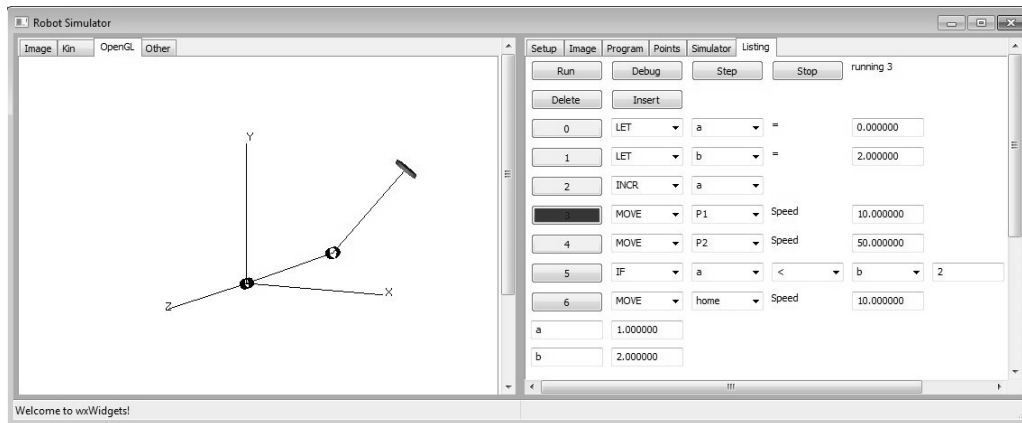 Robot Simulator
Image Kin OpenGL Other
Y
X
Z
Setup Image Program Points Simulator Listing
Run Debug Step Stop running 3
Delete Insert
0 LET a = 0.000000
1 LET b = 2.000000
2 INCR a
3 MOVE P1 Speed 10.000000
4 MOVE P2 Speed 50.000000
5 IF a < b 2
6 MOVE home Speed 10.000000
a 1.000000
b 2.000000
Welcome to wxWidgets!